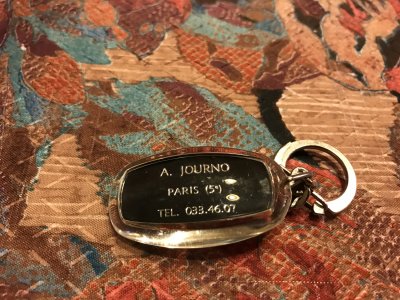 A. JOURNO
PARIS (5e)
TEL. 033.46.07